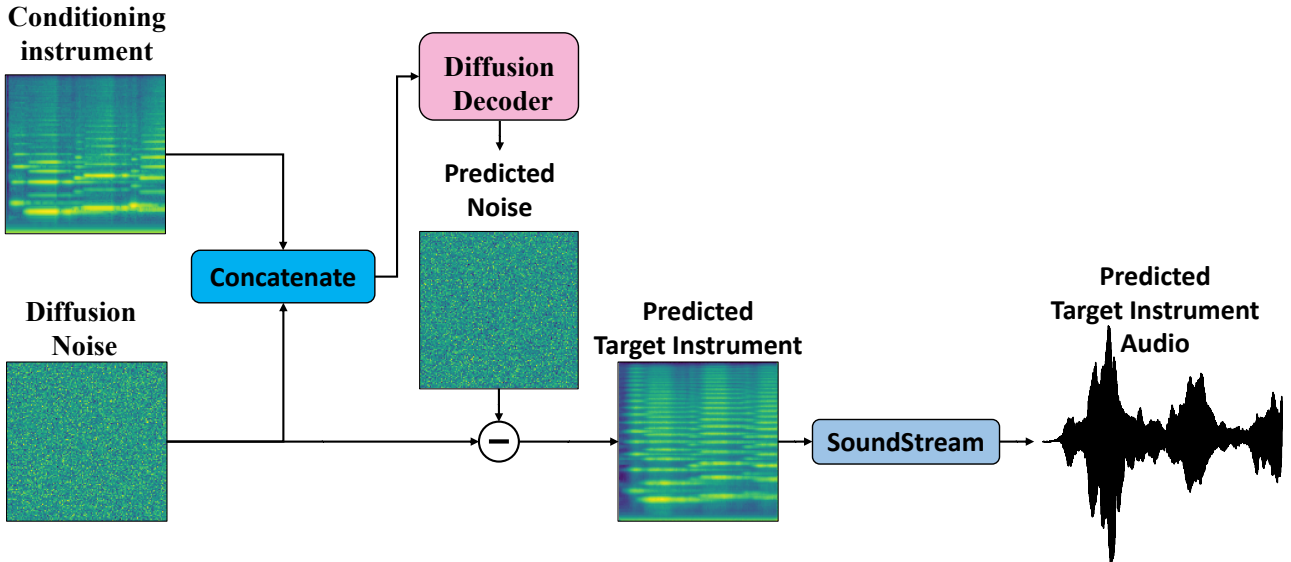 Conditioning
instrument
Diffusion
Decoder
Predicted
Noise
Concatenate
Diffusion
Noise
Predicted
Target Instrument
SoundStream
Predicted
Target Instrument
Audio